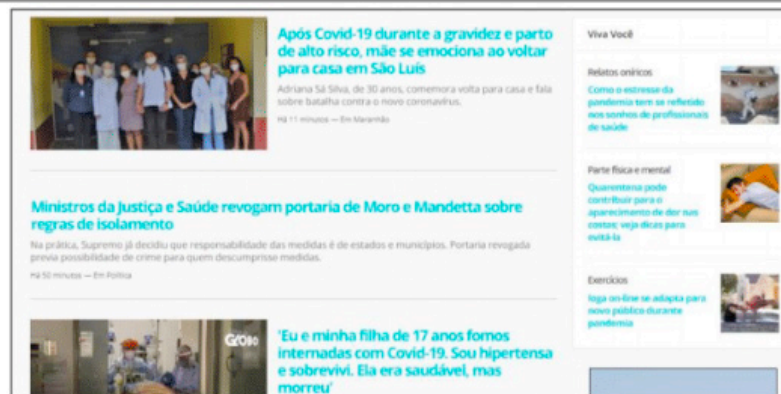 Após Covid-19 durante a gravidez e parto
de alto risco, mãe se emociona ao voltar
para casa em São Luís
Adriana Sá Silva, de 30 anos, comemora volta para casa e fala
sobre batalha contra o novo coronavírus.
Há 11 minutos — Em Maranhão
Ministros da Justiça e Saúde revogam portaria de Moro e Mandetta sobre
regras de isolamento
Na prática, Supremo já decidiu que responsabilidade das medidas é de estados e municípios. Portaria revogada
previa possibilidade de crime para quem descumprisse medidas.
Há 50 minutos — Em Política
GLOBO
'Eu e minha filha de 17 anos fomos
internadas com Covid-19. Sou hipertensa
e sobrevivi. Ela era saudável, mas
morreu'
Viva Você
Relatos oníricos
Como o estresse da
pandemia tem se refletido
nos sonhos de profissionais
de saúde
Parte física e mental
Quarentena pode
contribuir para o
aparecimento de dor nas
costas; veja dicas para
evitá-la
Exercícios
Ioga on-line se adapta para
novo público durante
pandemia